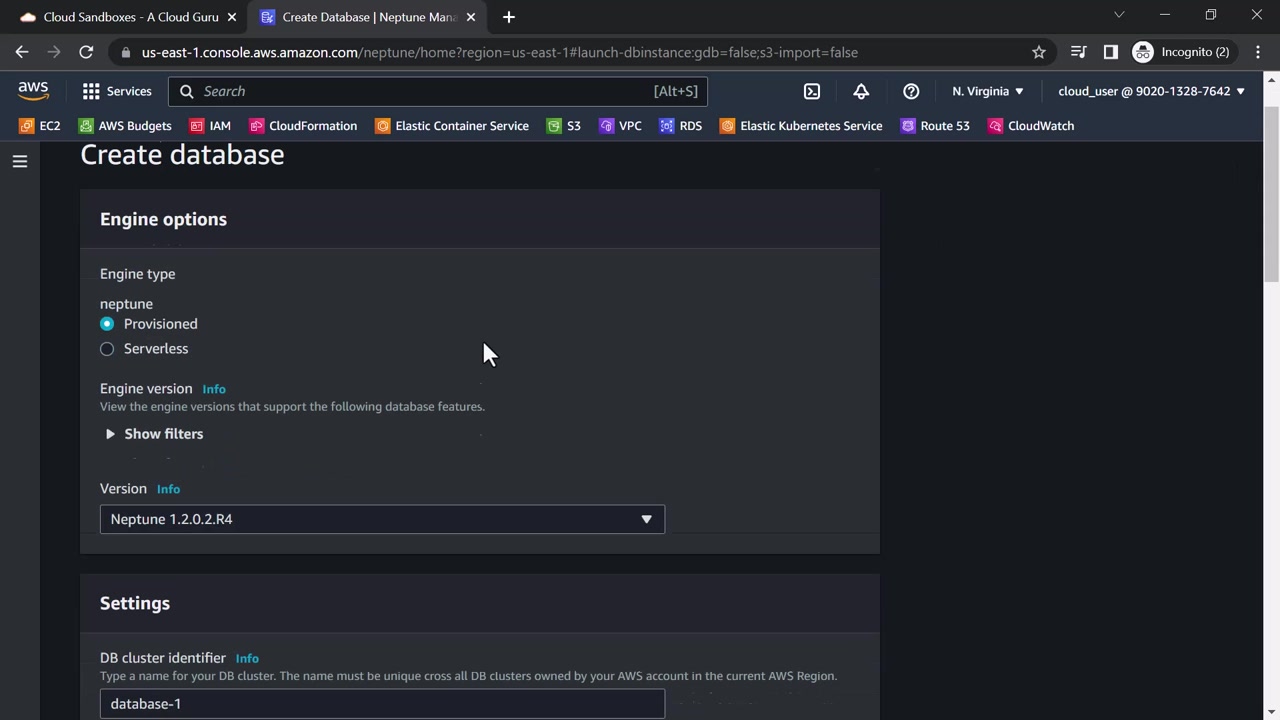 Cloud Sandboxes - A Cloud Guru
Create Database | Neptune Mana
us-east-1.console.aws.amazon.com/neptune/home?region=us-east-1#launch-dbinstance:gdb=false;s3-import=false
Incognito (2)
aws
Services
Search
[Alt+S]
N. Virginia
cloud_user @ 9020-1328-7642
EC2
AWS Budgets
IAM
CloudFormation
Elastic Container Service
S3
VPC
RDS
Elastic Kubernetes Service
Route 53
CloudWatch
Create database
Engine options
Engine type
neptune
Provisioned
Serverless
Engine version Info
View the engine versions that support the following database features.
Show filters
Version Info
Neptune 1.2.0.2.R4
Settings
DB cluster identifier Info
Type a name for your DB cluster. The name must be unique cross all DB clusters owned by your AWS account in the current AWS Region.
database-1